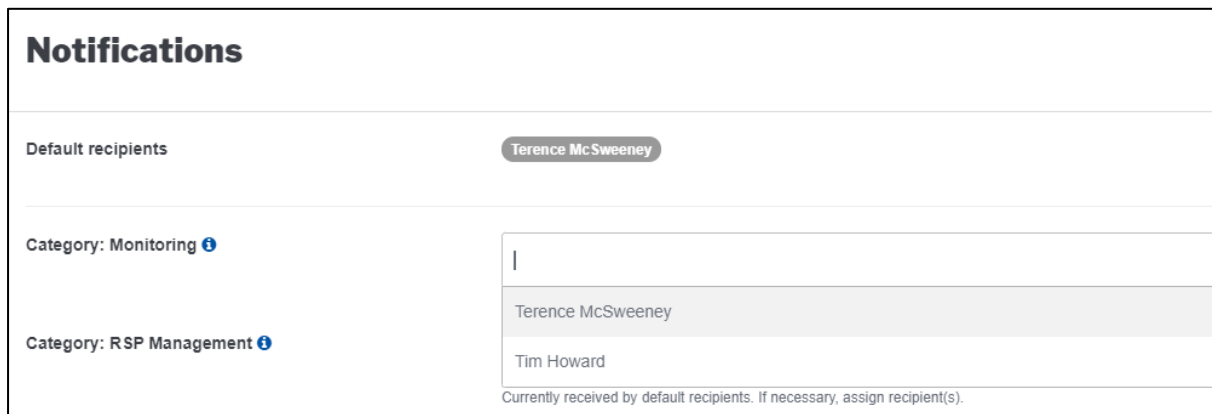 Notifications
Default recipients
Terence McSweeney
Category: Monitoring
Terence McSweeney
Tim Howard
Category: RSP Management
Currently received by default recipients. If necessary, assign recipient(s).